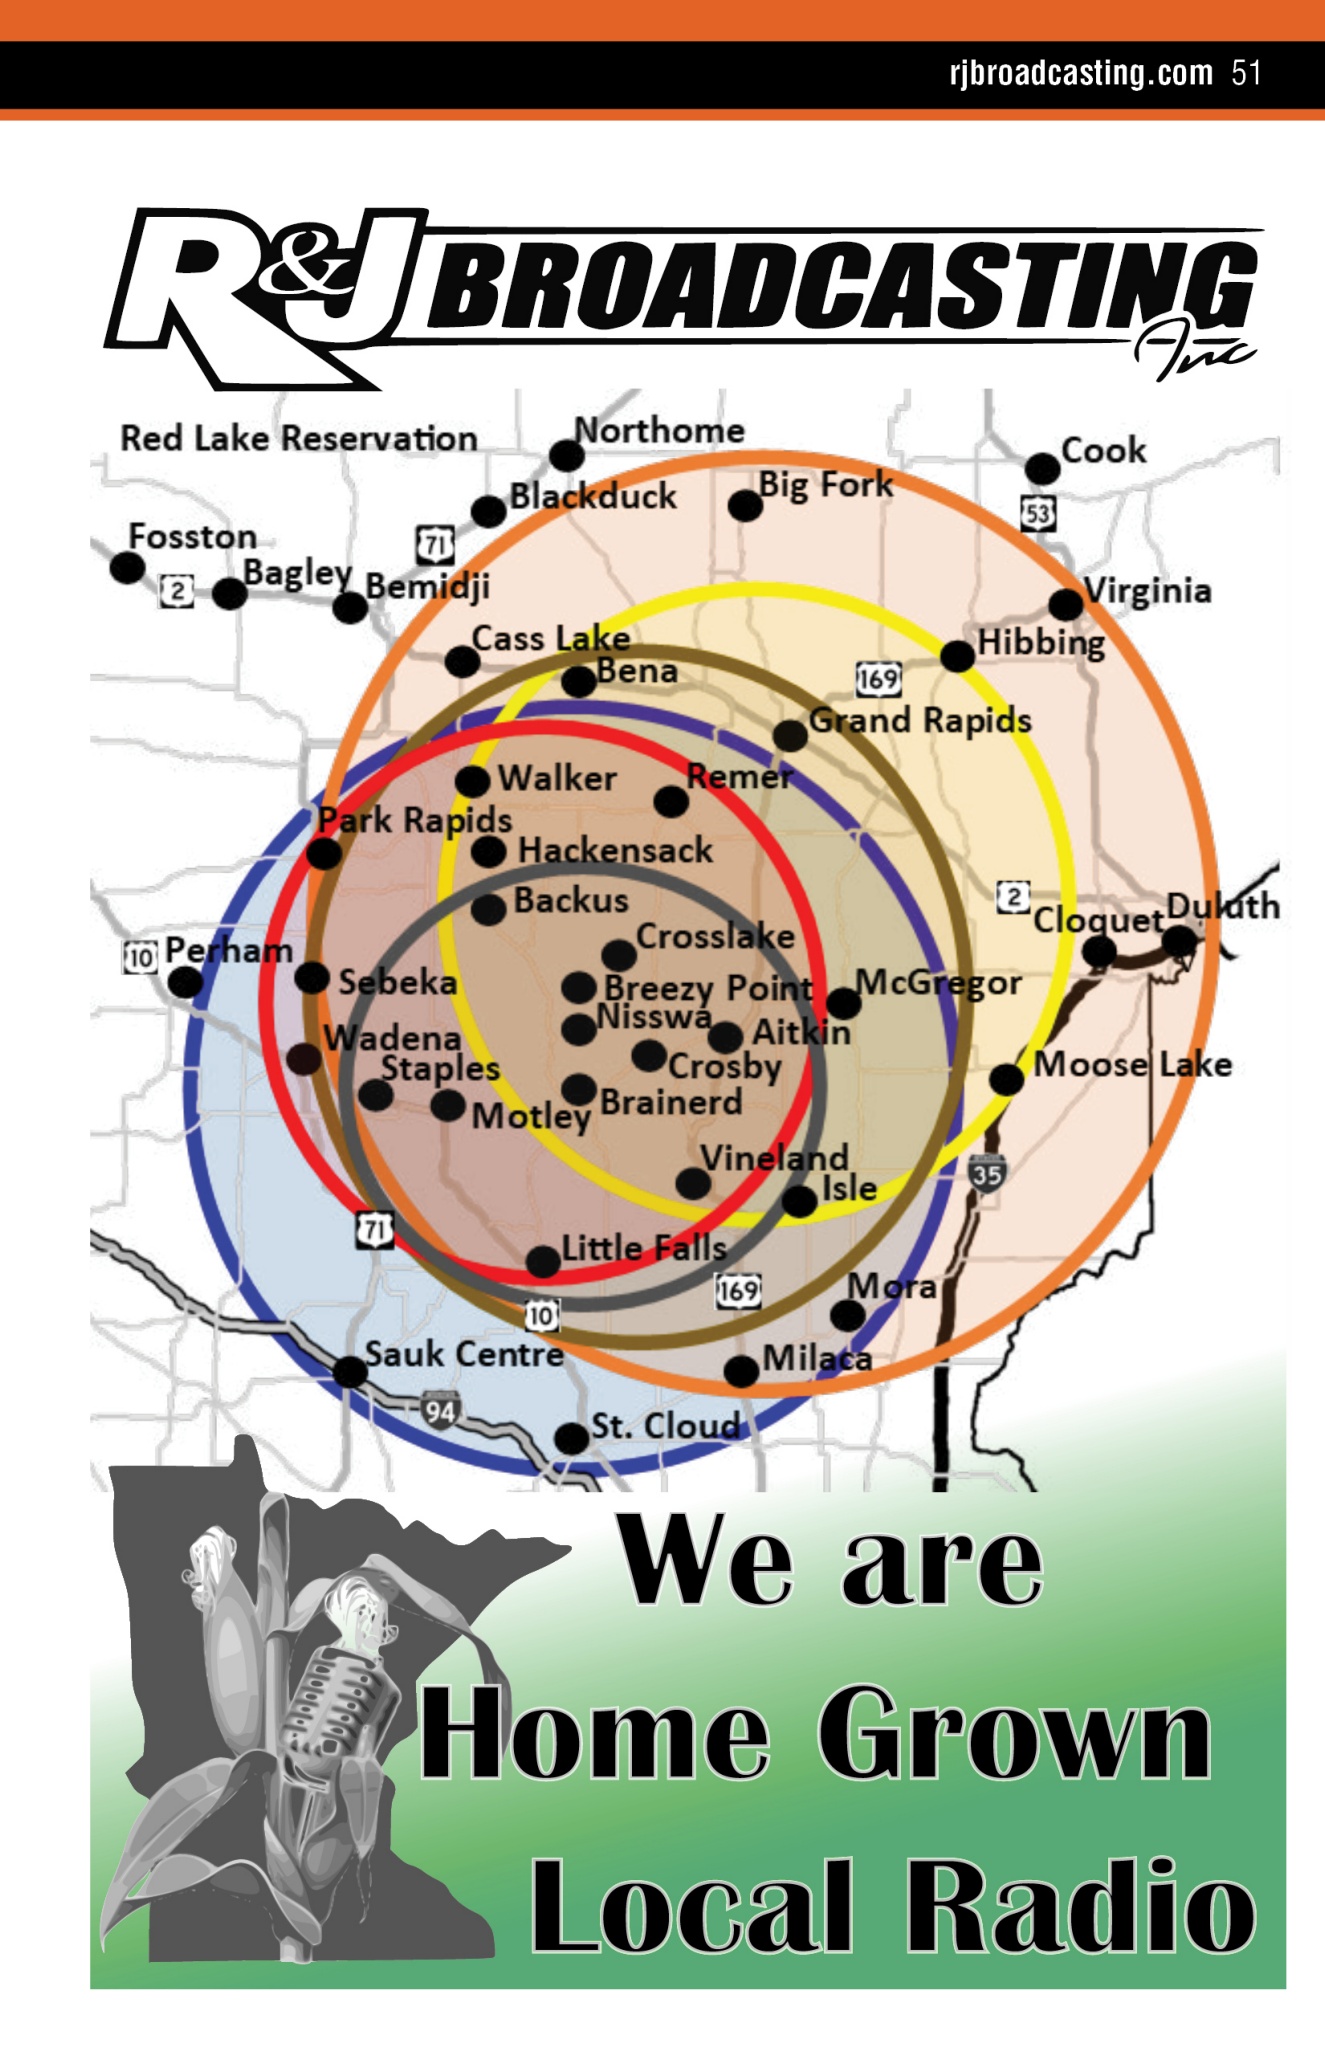 rjbroadcasting.com 51
R&J BROADCASTING
Inc
Northome
Red Lake Reservation
Cook
Big Fork
Blackduck
53
Fosston
71
Bagley
Bemidji
2
Virginia
Cass Lake
Hibbing
Bena
169
Grand Rapids
Walker
Remer
Park Rapids
Hackensack
2
Backus
Duluth
Cloquet
Crosslake
10
Perham
Sebeka
Breezy Point
McGregor
Nisswa
Wadena
Aitkin
Staples
Crosby
Moose Lake
Motley
Brainerd
Vineland
35
Isle
71
Little Falls
169
Mora
10
Sauk Centre
Milaca
94
St. Cloud
We are
Home Grown
Local Radio